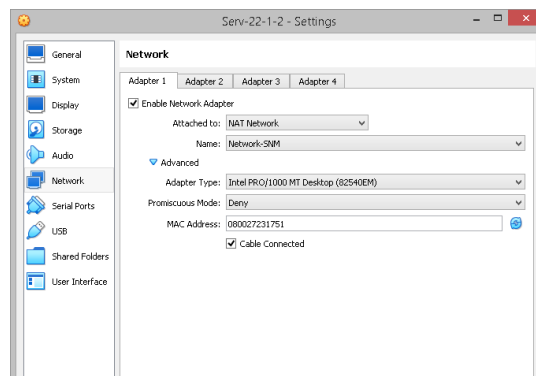 Serv-22-1-2 - Settings
General
System
Display
Storage
Audio
Network
Serial Ports
USB
Shared Folders
User Interface
Network
Adapter 1 Adapter 2 Adapter 3 Adapter 4
Enable Network Adapter
Attached to: NAT Network
Name: Network-SNM
Advanced
Adapter Type: Intel PRO/1000 MT Desktop (82540EM)
Promiscuous Mode: Deny
MAC Address: 080027231751
Cable Connected